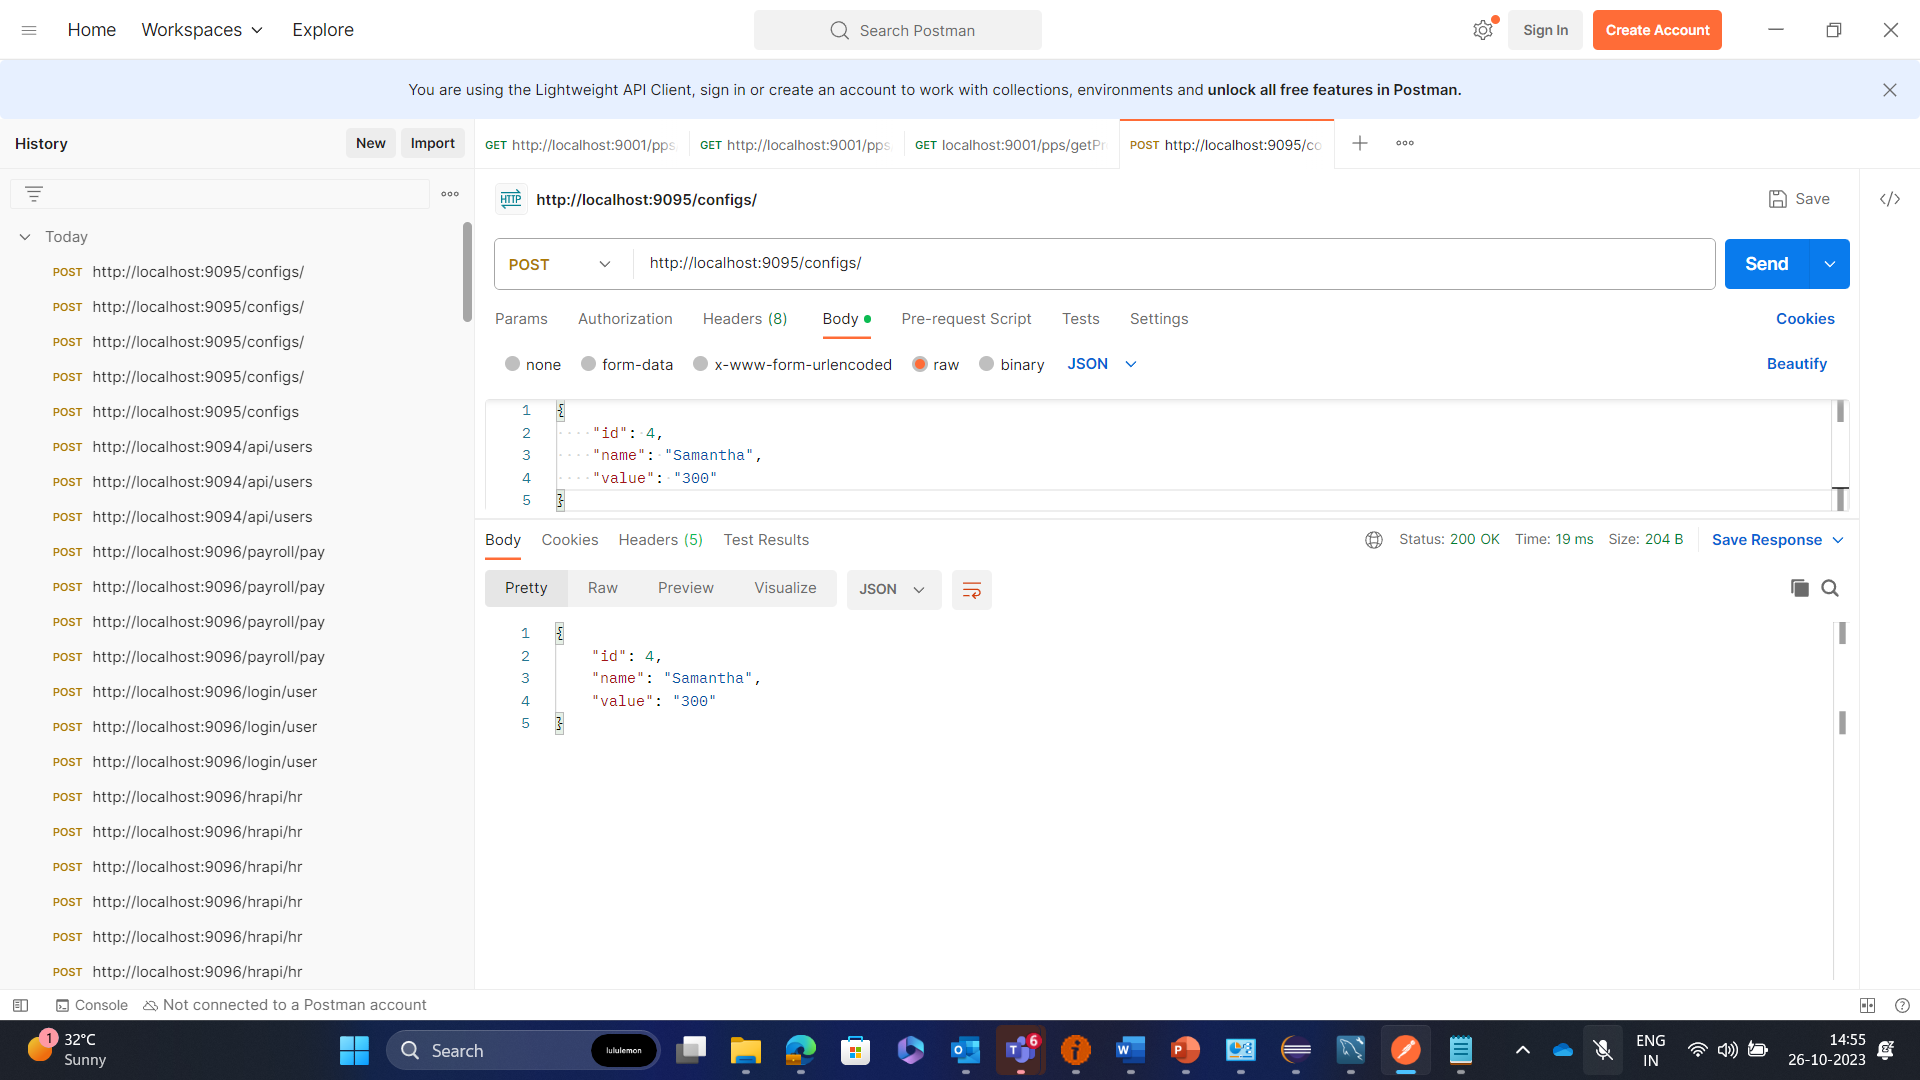 Home Workspaces Explore
Search Postman
Sign In Create Account
You are using the Lightweight API Client, sign in or create an account to work with collections, environments and unlock all free features in Postman.
History New Import
GET http://localhost:9001/pps
GET http://localhost:9001/pps
GET localhost:9001/pps/getPr
POST http://localhost:9095/co
Today
POST http://localhost:9095/configs/
POST http://localhost:9095/configs/
POST http://localhost:9095/configs/
POST http://localhost:9095/configs/
POST http://localhost:9095/configs
POST http://localhost:9094/api/users
POST http://localhost:9094/api/users
POST http://localhost:9094/api/users
POST http://localhost:9096/payroll/pay
POST http://localhost:9096/payroll/pay
POST http://localhost:9096/payroll/pay
POST http://localhost:9096/payroll/pay
POST http://localhost:9096/login/user
POST http://localhost:9096/login/user
POST http://localhost:9096/login/user
POST http://localhost:9096/hrapi/hr
POST http://localhost:9096/hrapi/hr
POST http://localhost:9096/hrapi/hr
POST http://localhost:9096/hrapi/hr
POST http://localhost:9096/hrapi/hr
POST http://localhost:9096/hrapi/hr
HTTP http://localhost:9095/configs/
Save
POST http://localhost:9095/configs/
Send
Params Authorization Headers (8) Body Pre-request Script Tests Settings Cookies
none form-data x-www-form-urlencoded raw binary JSON Beautify
1 {
2 "id": 4,
3 "name": "Samantha",
4 "value": "300"
5 }
Body Cookies Headers (5) Test Results
Status: 200 OK Time: 19 ms Size: 204 B Save Response
Pretty Raw Preview Visualize JSON
1 {
2 "id": 4,
3 "name": "Samantha",
4 "value": "300"
5 }
Console Not connected to a Postman account
1
32°C
Sunny
Search
lululemon
6
ENG
IN
14:55
26-10-2023